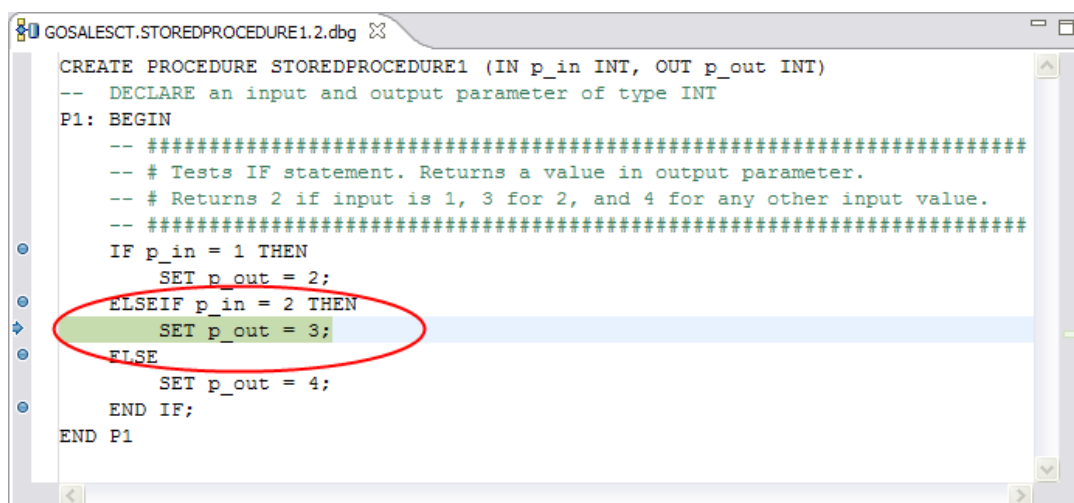 GOSALESCT.STOREDPROCEDURE1.2.dbg
CREATE PROCEDURE STOREDPROCEDURE1 (IN p_in INT, OUT p_out INT)
-- DECLARE an input and output parameter of type INT
P1: BEGIN
-- #######################################################################
-- # Tests IF statement. Returns a value in output parameter.
-- # Returns 2 if input is 1, 3 for 2, and 4 for any other input value.
-- #######################################################################
IF p_in = 1 THEN
SET p_out = 2;
ELSEIF p_in = 2 THEN
SET p_out = 3;
ELSE
SET p_out = 4;
END IF;
END P1